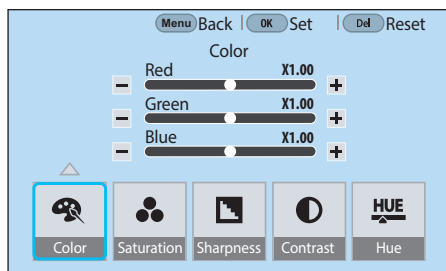 Menu Back | OK Set | Del Reset
Color
Red X1.00
Green X1.00
Blue X1.00
HUE
Color Saturation Sharpness Contrast Hue